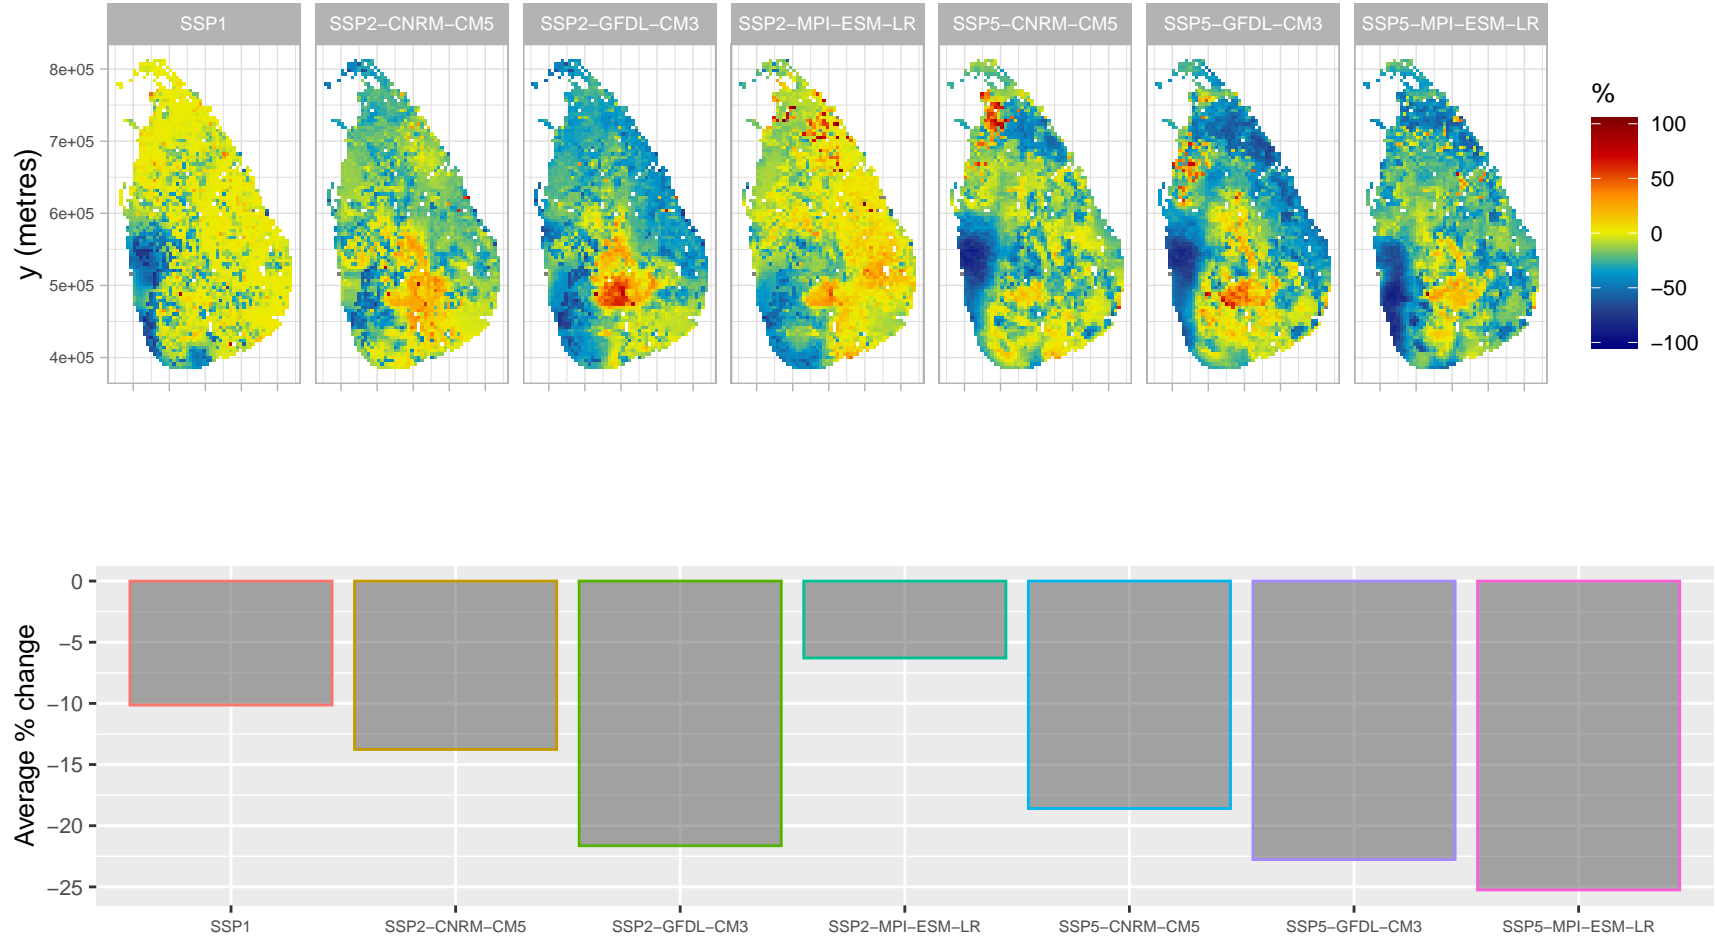 SSP1 SSP2−CNRM−CM5 SSP2−GFDL−CM3 SSP2−MPI−ESM−LR SSP5−CNRM−CM5 SSP5−GFDL−CM3 SSP5−MPI−ESM−LR
y (metres)
8e+05
7e+05
6e+05
5e+05
4e+05
%
100
50
0
−50
−100
Average % change
0
−5
−10
−15
−20
−25
SSP1 SSP2−CNRM−CM5 SSP2−GFDL−CM3 SSP2−MPI−ESM−LR SSP5−CNRM−CM5 SSP5−GFDL−CM3 SSP5−MPI−ESM−LR